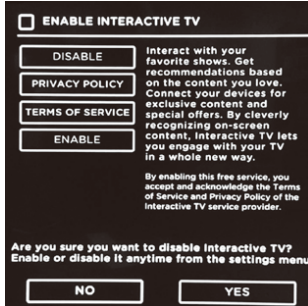 ENABLE INTERACTIVE TV
DISABLE
PRIVACY POLICY
TERMS OF SERVICE
ENABLE
Interact with your
favorite shows. Get
recommendations based
on the content you love.
Connect your devices for
exclusive content and
special offers. By cleverly
recognizing on-screen
content, Interactive TV lets
you engage with your TV
in a whole new way.
By enabling this free service, you
accept and acknowledge the Terms
of Service and Privacy Policy of the
Interactive TV service provider.
Are you sure you want to disable Interactive TV?
Enable or disable it anytime from the settings menu
NO
YES